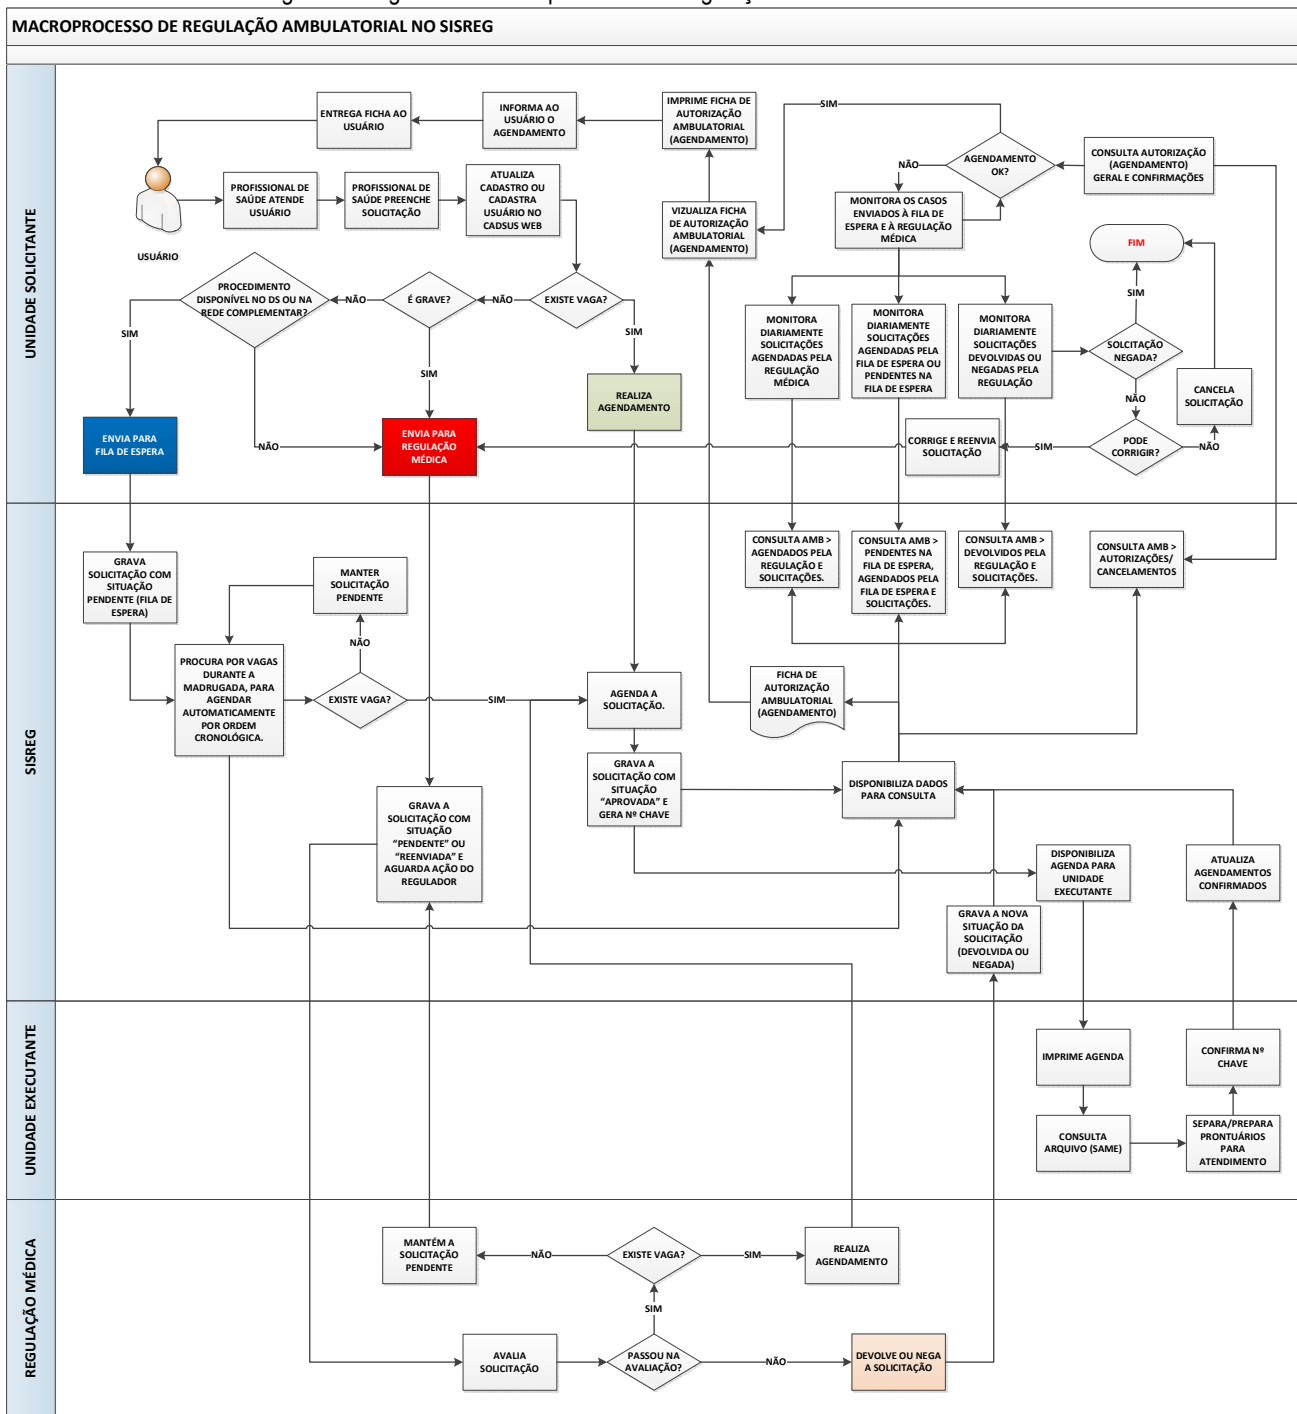 MACROPROCESSO DE REGULAÇÃO AMBULATORIAL NO SISREG
UNIDADE SOLICITANTE
ENTREGA FICHA AO
USUÁRIO
INFORMA AO
USUÁRIO O
AGENDAMENTO
IMPRIME FICHA DE
AUTORIZAÇÃO
AMBULATORIAL
(AGENDAMENTO)
SIM
AGENDAMENTO
OK?
NÃO
CONSULTA AUTORIZAÇÃO
(AGENDAMENTO)
GERAL E CONFIRMAÇÕES
USUÁRIO
PROFISSIONAL DE
SAÚDE ATENDE
USUÁRIO
PROFISSIONAL DE
SAÚDE PREENCHE
SOLICITAÇÃO
ATUALIZA
CADASTRO OU
CADASTRA
USUÁRIO NO
CADSUS WEB
VIZUALIZA FICHA
DE AUTORIZAÇÃO
AMBULATORIAL
(AGENDAMENTO)
MONITORA OS CASOS
ENVIADOS À FILA DE
ESPERA E À REGULAÇÃO
MÉDICA
FIM
PROCEDIMENTO
DISPONÍVEL NO DS OU NA
REDE COMPLEMENTAR?
NÃO
É GRAVE?
NÃO
EXISTE VAGA?
SIM
SIM
SIM
SIM
MONITORA
DIARIAMENTE
SOLICITAÇÕES
AGENDADAS PELA
REGULAÇÃO
MÉDICA
MONITORA
DIARIAMENTE
SOLICITAÇÕES
AGENDADAS PELA
FILA DE ESPERA OU
PENDENTES NA
FILA DE ESPERA
MONITORA
DIARIAMENTE
SOLICITAÇÕES
DEVOLVIDAS OU
NEGADAS PELA
REGULAÇÃO
SOLCITAÇÃO
NEGADA?
NÃO
CANCELA
SOLICITAÇÃO
REALIZA
AGENDAMENTO
ENVIA PARA
FILA DE ESPERA
NÃO
ENVIA PARA
REGULAÇÃO
MÉDICA
CORRIGE E REENVIA
SOLICITAÇÃO
SIM
PODE
CORRIGIR?
NÃO
SISREG
GRAVA
SOLICITAÇÃO COM
SITUAÇÃO
PENDENTE (FILA DE
ESPERA)
MANTER
SOLICITAÇÃO
PENDENTE
NÃO
CONSULTA AMB >
AGENDADOS PELA
REGULAÇÃO E
SOLICITAÇÕES.
CONSULTA AMB >
PENDENTES NA
FILA DE ESPERA,
AGENDADOS PELA
FILA DE ESPERA E
SOLICITAÇÕES.
CONSULTA AMB >
DEVOLVIDOS PELA
REGULAÇÃO E
SOLICITAÇÕES.
CONSULTA AMB >
AUTORIZAÇÕES/
CANCELAMENTOS
PROCURA POR VAGAS
DURANTE A
MADRUGADA, PARA
AGENDAR
AUTOMATICAMENTE
POR ORDEM
CRONOLÓGICA.
EXISTE VAGA?
SIM
AGENDA A
SOLICITAÇÃO.
FICHA DE
AUTORIZAÇÃO
AMBULATORIAL
(AGENDAMENTO)
GRAVA A
SOLICITAÇÃO COM
SITUAÇÃO
“APROVADA” E
GERA Nº CHAVE
DISPONIBILIZA DADOS
PARA CONSULTA
GRAVA A
SOLICITAÇÃO COM
SITUAÇÃO
“PENDENTE” OU
“REENVIADA” E
AGUARDA AÇÃO DO
REGULADOR
DISPONIBILIZA
AGENDA PARA
UNIDADE
EXECUTANTE
ATUALIZA
AGENDAMENTOS
CONFIRMADOS
GRAVA A NOVA
SITUAÇÃO DA
SOLICITAÇÃO
(DEVOLVIDA OU
NEGADA)
UNIDADE EXECUTANTE
IMPRIME AGENDA
CONFIRMA Nº
CHAVE
CONSULTA
ARQUIVO (SAME)
SEPARA/PREPARA
PRONTUÁRIOS
PARA
ATENDIMENTO
REGULAÇÃO MÉDICA
MANTÉM A
SOLICITAÇÃO
PENDENTE
NÃO
EXISTE VAGA?
SIM
REALIZA
AGENDAMENTO
SIM
AVALIA
SOLICITAÇÃO
PASSOU NA
AVALIAÇÃO?
NÃO
DEVOLVE OU NEGA
A SOLICITAÇÃO